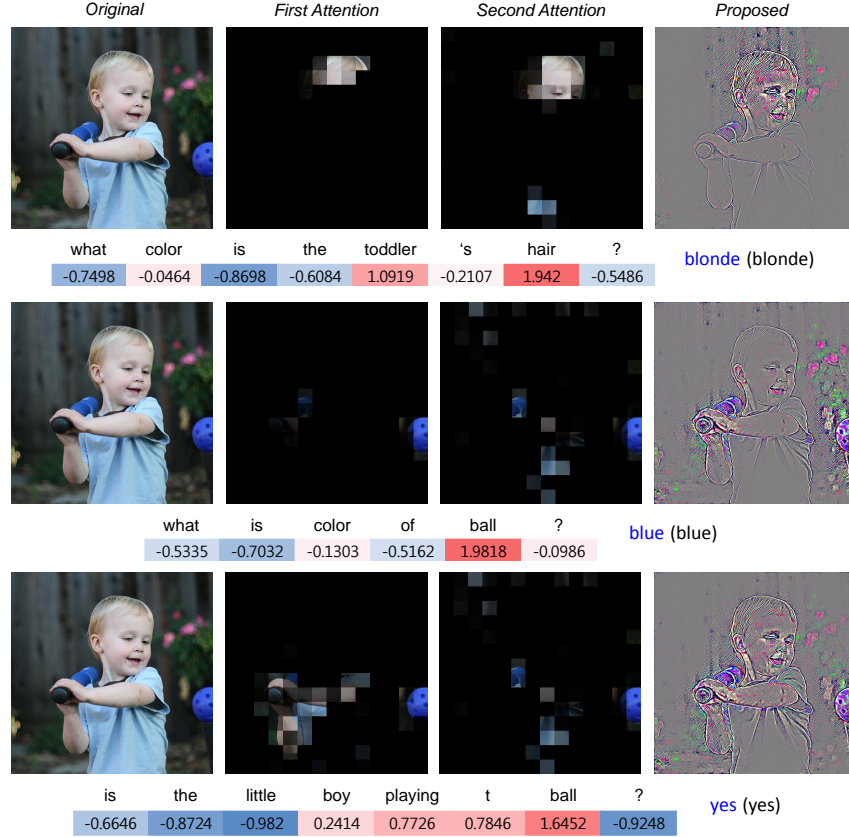 Original First Attention Second Attention Proposed
what color is the toddler 's hair ?
-0.7498 -0.0464 -0.8698 -0.6084 1.0919 -0.2107 1.942 -0.5486
blonde (blonde)
what is color of ball ?
-0.5335 -0.7032 -0.1303 -0.5162 1.9818 -0.0986
blue (blue)
is the little boy playing t ball ?
-0.6646 -0.8724 -0.982 0.2414 0.7726 0.7846 1.6452 -0.9248
yes (yes)